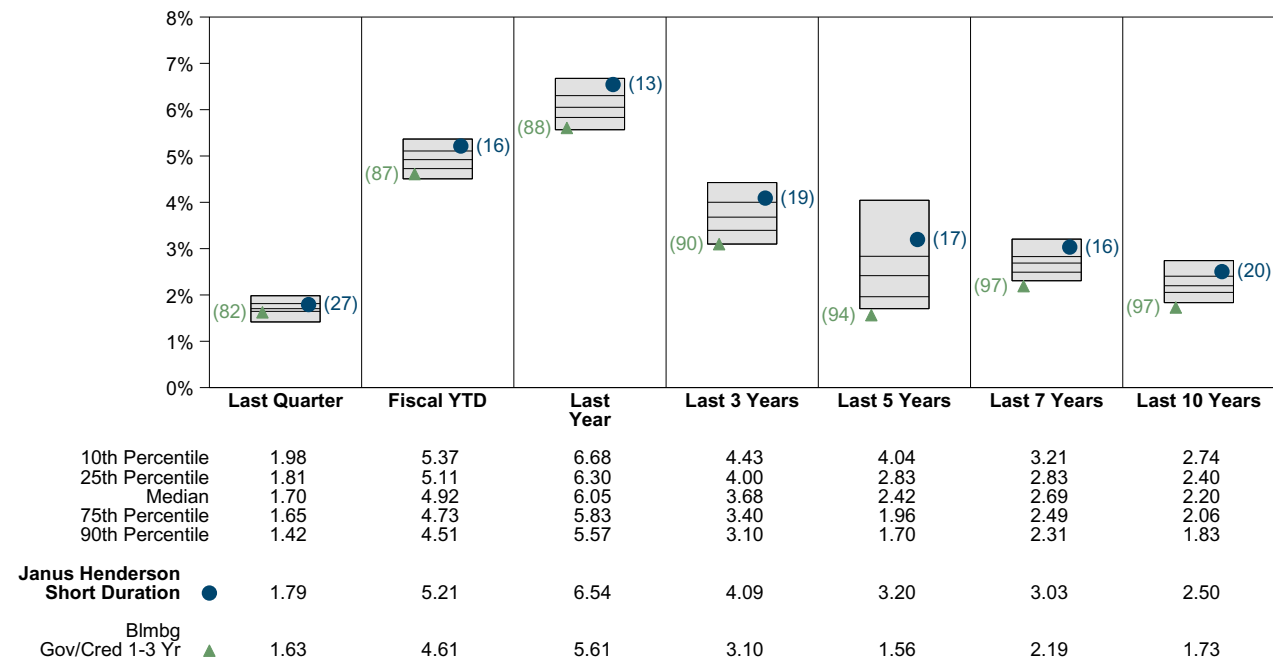 8%
7%
6%
5%
4%
3%
2%
1%
0%
(82) (27)
(87) (16)
(88) (13)
(90) (19)
(94) (17)
(97) (16)
(97) (20)
Last Quarter Fiscal YTD Last Year Last 3 Years Last 5 Years Last 7 Years Last 10 Years
10th Percentile 1.98 5.37 6.68 4.43 4.04 3.21 2.74
25th Percentile 1.81 5.11 6.30 4.00 2.83 2.83 2.40
Median 1.70 4.92 6.05 3.68 2.42 2.69 2.20
75th Percentile 1.65 4.73 5.83 3.40 1.96 2.49 2.06
90th Percentile 1.42 4.51 5.57 3.10 1.70 2.31 1.83
Janus Henderson
Short Duration 1.79 5.21 6.54 4.09 3.20 3.03 2.50
Blmbg
Gov/Cred 1-3 Yr 1.63 4.61 5.61 3.10 1.56 2.19 1.73